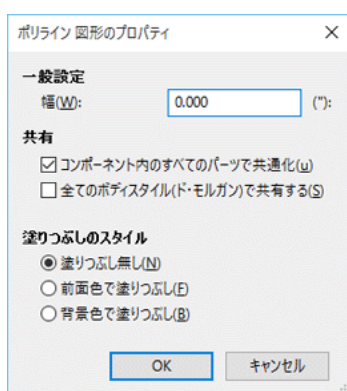 ポリライン 図形のプロパティ
一般設定
幅(W): 0.000 ("):
共有
コンポーネント内のすべてのパーツで共通化(u)
全てのボディスタイル(ド・モルガン)で共有する(S)
塗りつぶしのスタイル
塗りつぶし無し(N)
前面色で塗りつぶし(F)
背景色で塗りつぶし(B)
OK キャンセル